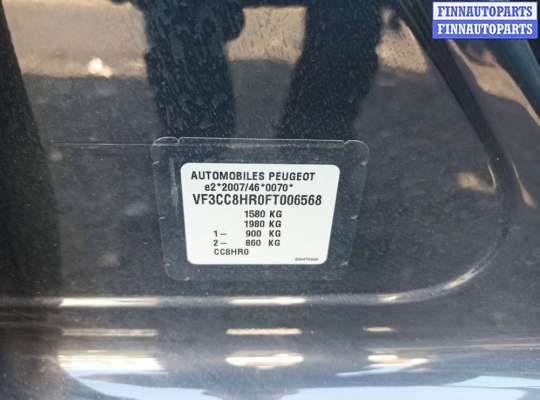 FINNAUTOPARTS
FINNAUTOPARTS
AUTOMOBILES PEUGEOT
e2*2007/46*0070*
VF3CC8HR0FT006568
1580 KG
1980 KG
1- 900 KG
2- 860 KG
CC8HR0